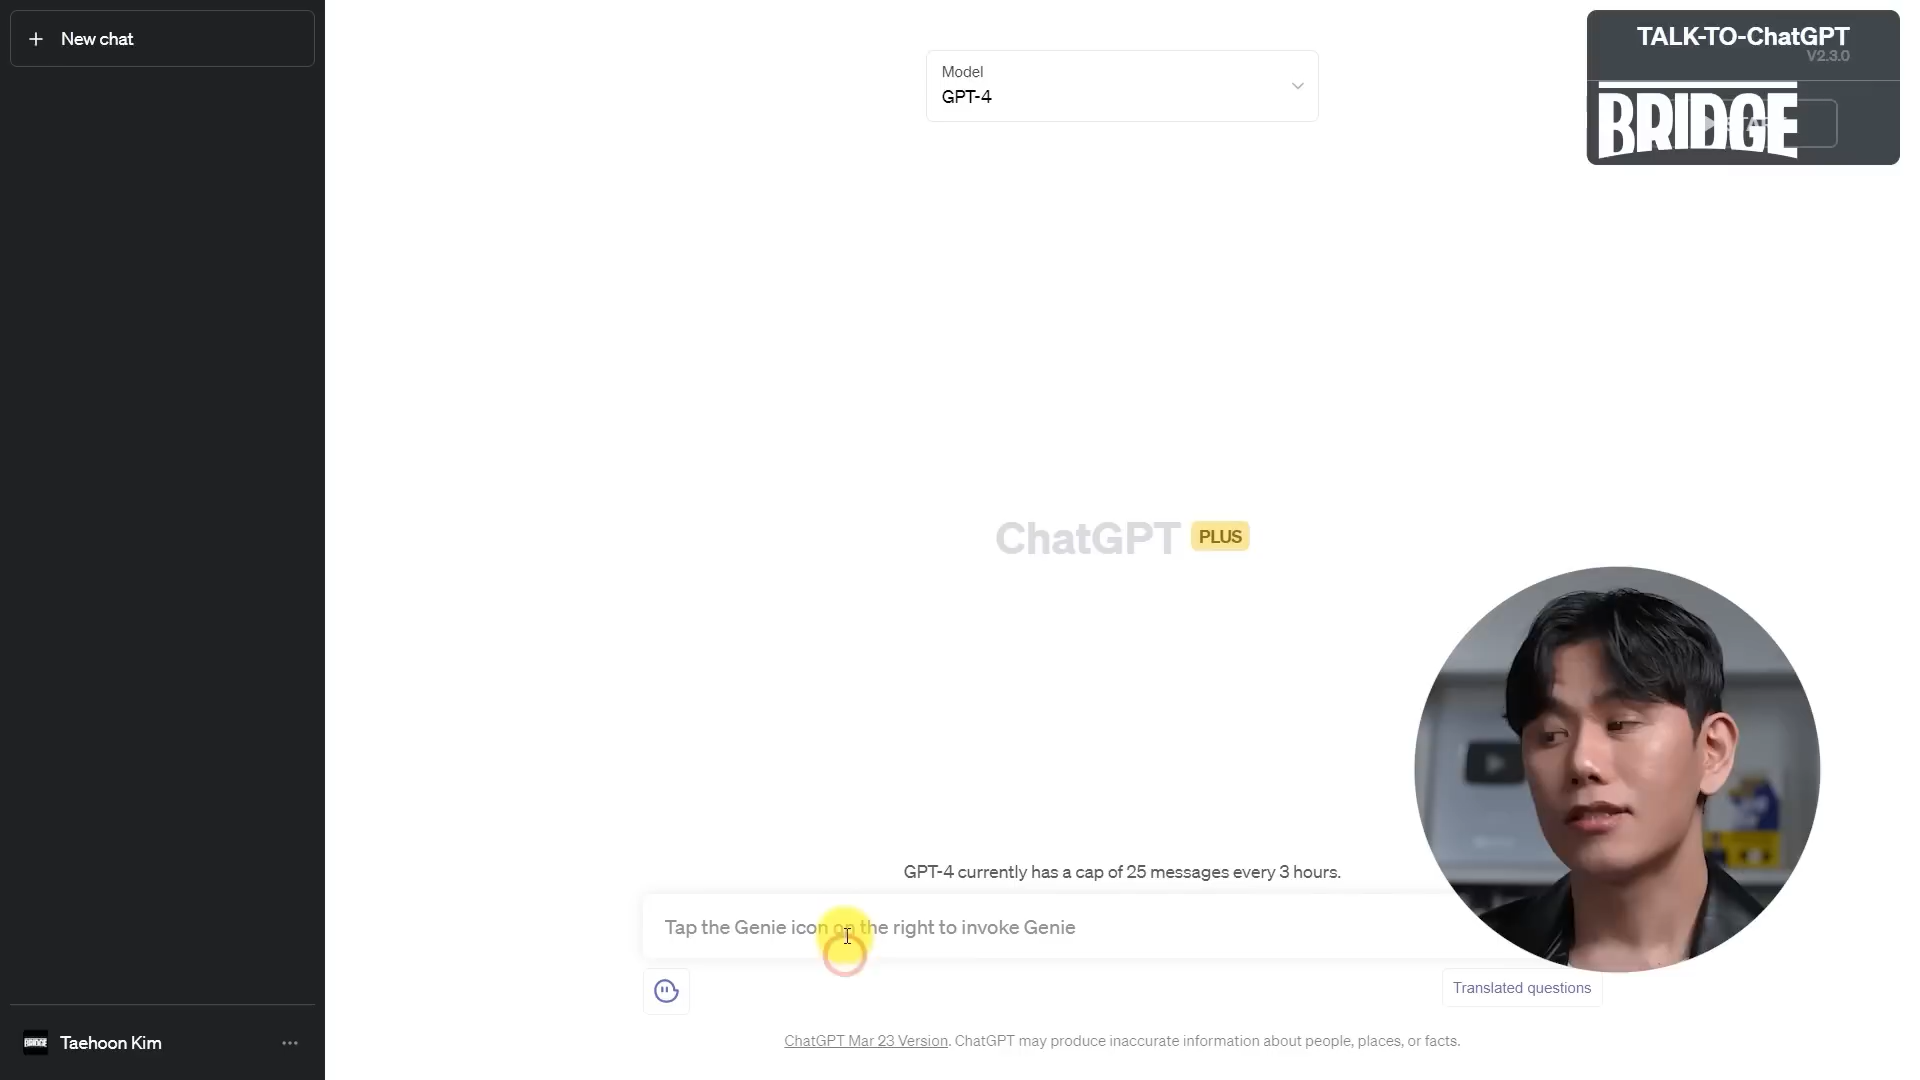 New chat
Model
GPT-4
TALK-TO-ChatGPT
V2.3.0
BRIDGE
ChatGPT PLUS
GPT-4 currently has a cap of 25 messages every 3 hours.
Tap the Genie icon on the right to invoke Genie
Translated questions
BRIDGE
Taehoon Kim
ChatGPT Mar 23 Version. ChatGPT may produce inaccurate information about people, places, or facts.